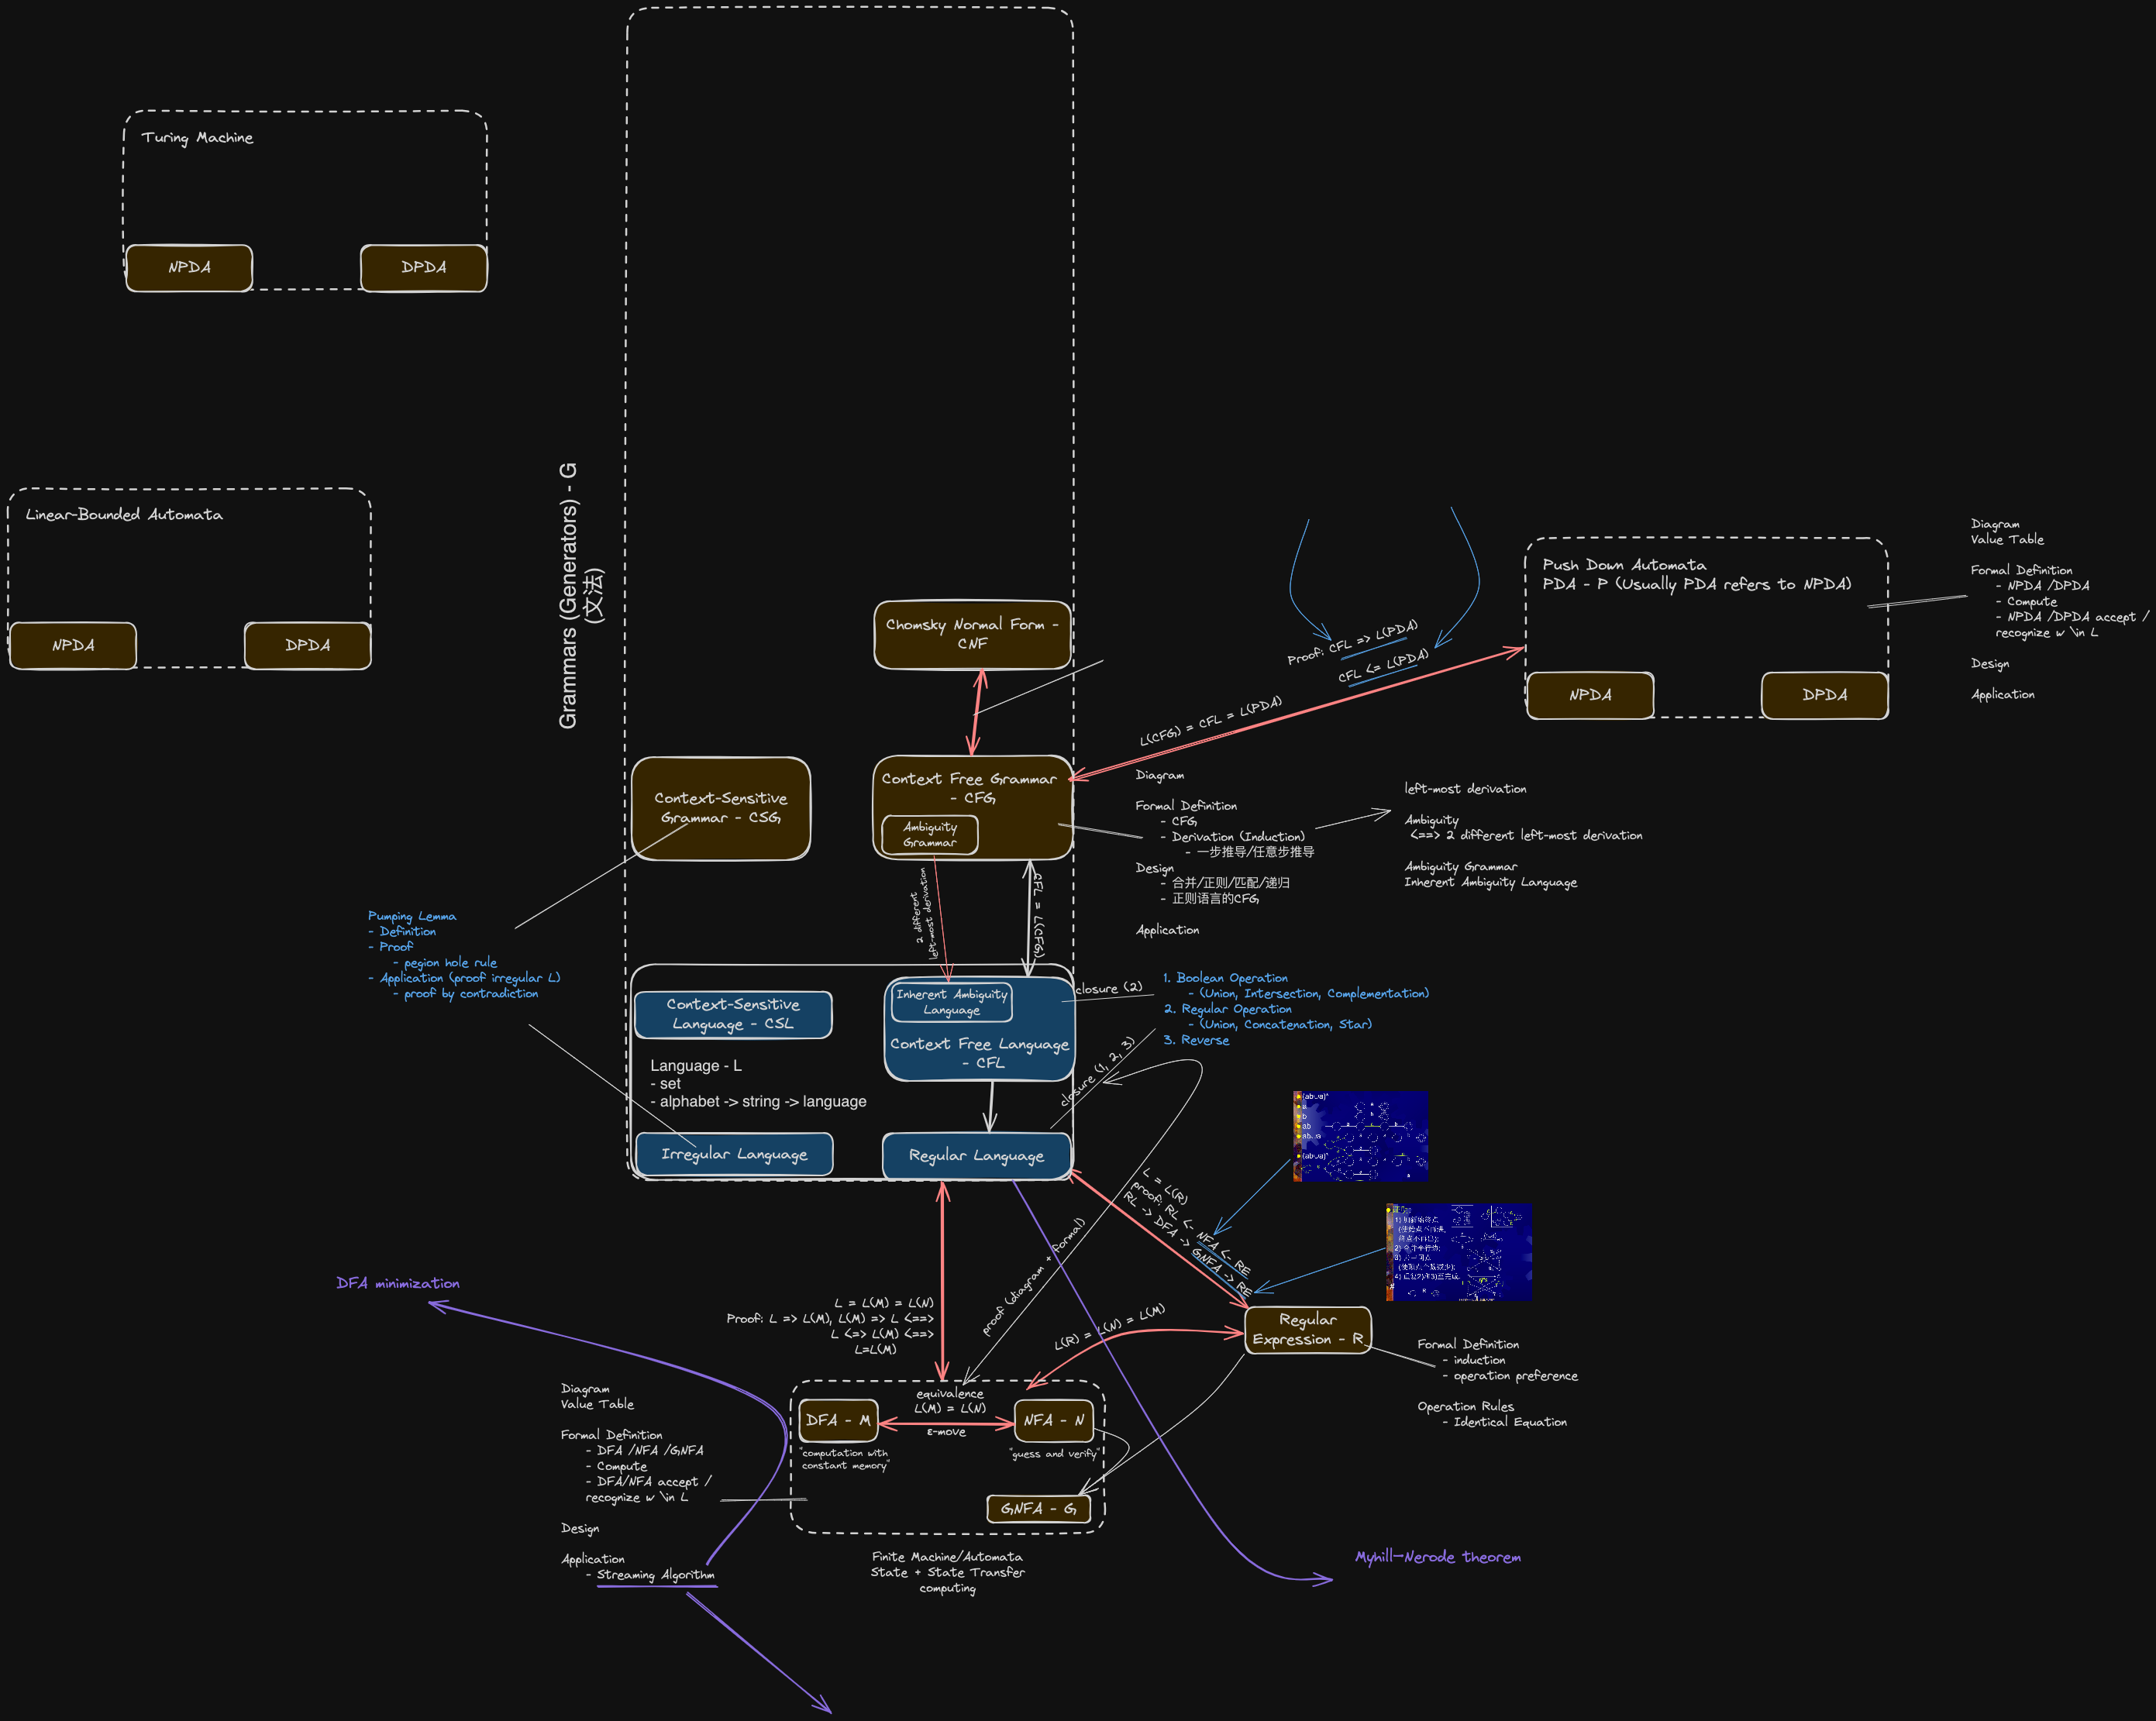 Turing Machine
NPDA
DPDA
Linear-Bounded Automata
NPDA
DPDA
Grammars (Generators) - G
(文法)
Chomsky Normal Form -
CNF
Context-Sensitive
Grammar - CSG
Context Free Grammar
- CFG
Ambiguity
Grammar
2 different
left-most derivation
CFL = L(CFG)
Proof: CFL => L(PDA)
CFL <= L(PDA)
L(CFG) = CFL = L(PDA)
Push Down Automata
PDA - P (Usually PDA refers to NPDA)
NPDA
DPDA
Diagram
Value Table
Formal Definition
- NPDA /DPDA
- Compute
- NPDA /DPDA accept /
recognize w \in L
Design
Application
Diagram
Formal Definition
- CFG
- Derivation (Induction)
- 一步推导/任意步推导
Design
- 合并/正则/匹配/递归
- 正则语言的CFG
Application
left-most derivation
Ambiguity
<==> 2 different left-most derivation
Ambiguity Grammar
Inherent Ambiguity Language
Pumping Lemma
- Definition
- Proof
- pegion hole rule
- Application (proof irregular L)
- proof by contradiction
Context-Sensitive
Language - CSL
Inherent Ambiguity
Language
Context Free Language
- CFL
Language - L
- set
- alphabet -> string -> language
Irregular Language
Regular Language
closure (2)
closure (1, 2, 3)
1. Boolean Operation
- (Union, Intersection, Complementation)
2. Regular Operation
- (Union, Concatenation, Star)
3. Reverse
L = L(R)
proof: RL <- NFA <- RE
RL -> DFA -> GNFA -> RE
(ab∪a)*
a
b
ab
ab∪a
(ab∪a)*
proof (diagram + formal)
L(R) = L(N) = L(M)
Regular
Expression - R
Formal Definition
- induction
- operation preference
Operation Rules
- Identical Equation
DFA minimization
L = L(M) = L(N)
Proof: L => L(M), L(M) => L <==>
L <=> L(M) <==>
L=L(M)
equivalence
L(M) = L(N)
DFA - M
NFA - N
ε-move
"computation with
constant memory"
"guess and verify"
GNFA - G
Diagram
Value Table
Formal Definition
- DFA /NFA /GNFA
- Compute
- DFA/NFA accept /
recognize w \in L
Design
Application
- Streaming Algorithm
Finite Machine/Automata
State + State Transfer
computing
Myhill–Nerode theorem